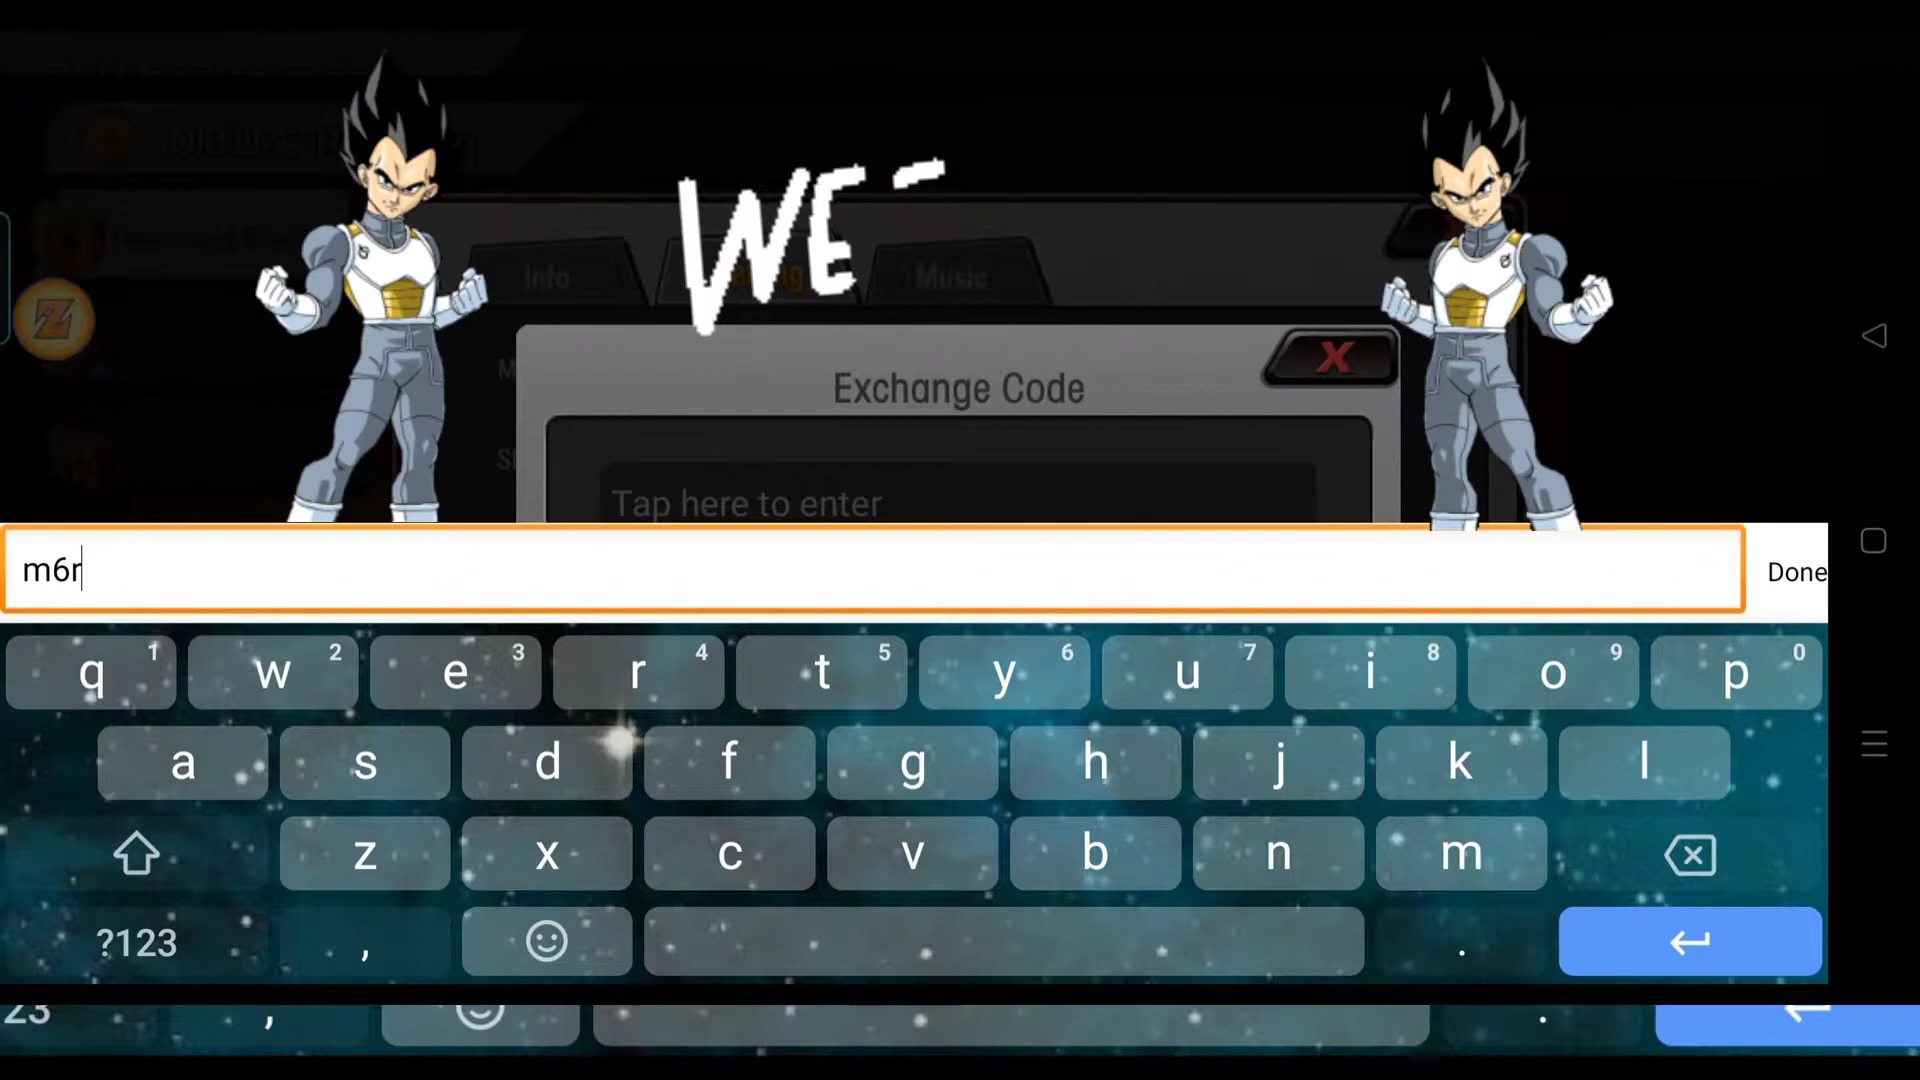 WE-
Info
Music
Exchange Code
X
Tap here to enter
m6r
Done
q 1 w 2 e 3 r 4 t 5 y 6 u 7 i 8 o 9 p 0
a s d f g h j k l
z x c v b n m
?123 , .
23 , .